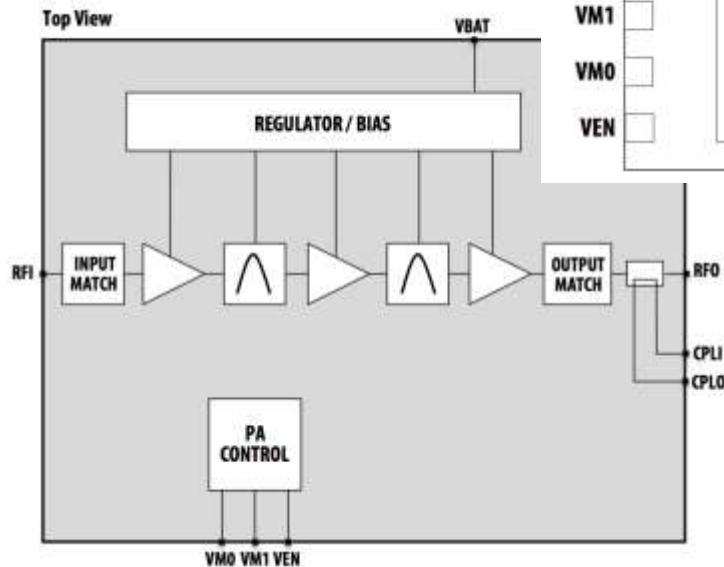 Top View
VBAT
VM1
VM0
VEN
REGULATOR / BIAS
RFI
INPUT
MATCH
OUTPUT
MATCH
RFO
CPLI
CPLO
PA
CONTROL
VM0 VM1 VEN